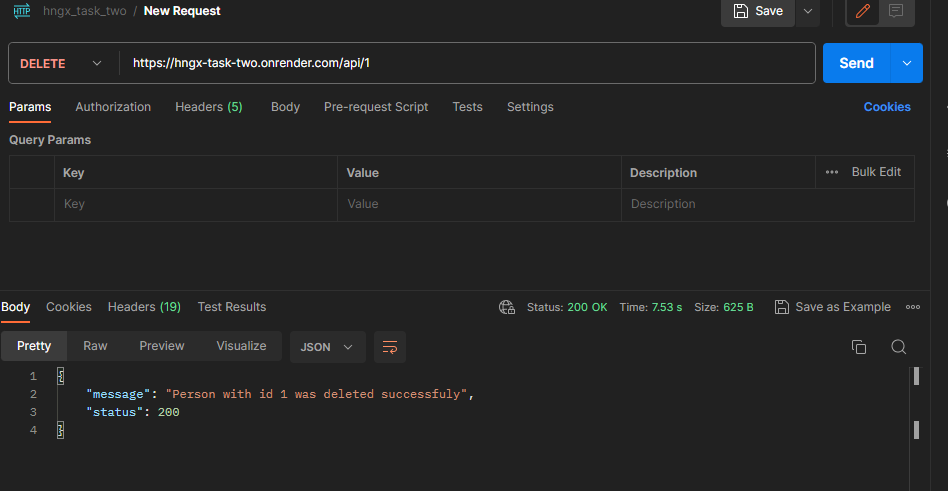 HTTP hngx_task_two / New Request Save
DELETE https://hngx-task-two.onrender.com/api/1 Send
Params Authorization Headers (5) Body Pre-request Script Tests Settings Cookies
Query Params
Key Value Description ••• Bulk Edit
Key Value Description
Body Cookies Headers (19) Test Results Status: 200 OK Time: 7.53 s Size: 625 B Save as Example •••
Pretty Raw Preview Visualize JSON
1 {
2 "message": "Person with id 1 was deleted successfuly",
3 "status": 200
4 }